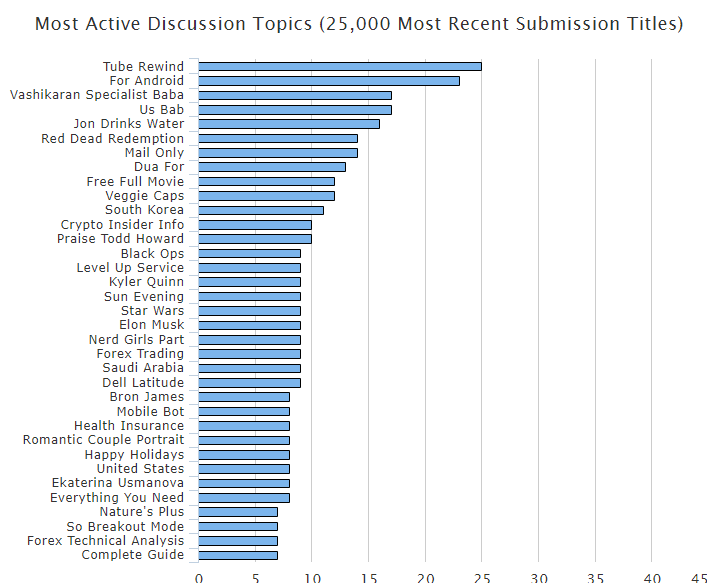 Most Active Discussion Topics (25,000 Most Recent Submission Titles)
Tube Rewind
For Android
Vashikaran Specialist Baba
Us Bab
Jon Drinks Water
Red Dead Redemption
Mail Only
Dua For
Free Full Movie
Veggie Caps
South Korea
Crypto Insider Info
Praise Todd Howard
Black Ops
Level Up Service
Kyler Quinn
Sun Evening
Star Wars
Elon Musk
Nerd Girls Part
Forex Trading
Saudi Arabia
Dell Latitude
Bron James
Mobile Bot
Health Insurance
Romantic Couple Portrait
Happy Holidays
United States
Ekaterina Usmanova
Everything You Need
Nature's Plus
So Breakout Mode
Forex Technical Analysis
Complete Guide
0 5 10 15 20 25 30 35 40 45